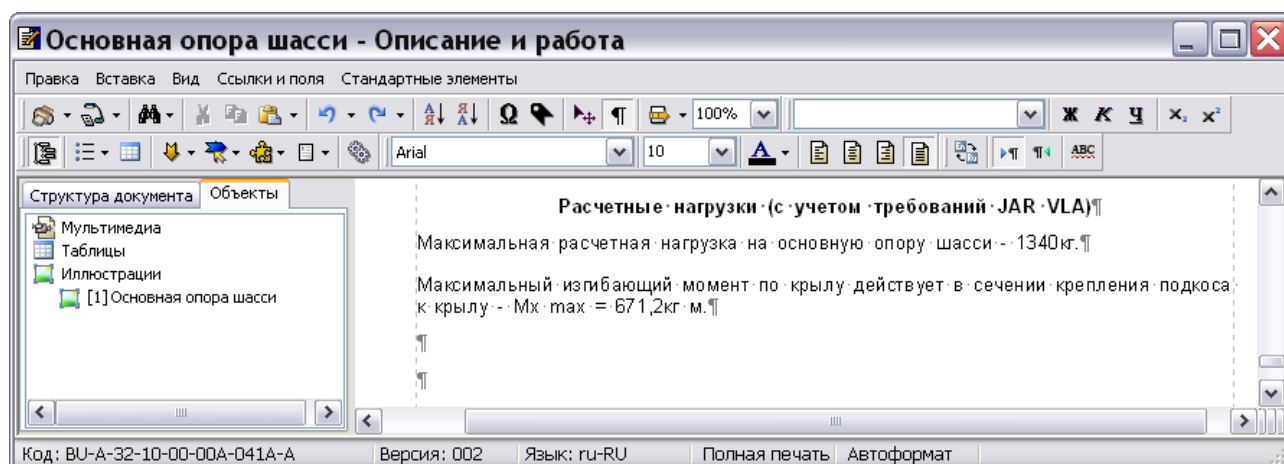 Основная опора шасси - Описание и работа
Правка Вставка Вид Ссылки и поля Стандартные элементы
100% Ж К Ч x₂ x²
Arial 10 A ABC
Структура документа Объекты
Мультимедиа
Таблицы
Иллюстрации
[1] Основная опора шасси
Расчетные нагрузки (с учетом требований JAR VLA)¶
Максимальная расчетная нагрузка на основную опору шасси - 1340кг.¶
Максимальный изгибающий момент по крылу действует в сечении крепления подкоса
к крылу - Mx max = 671,2кг м.¶
¶
¶
Код: BU-A-32-10-00-00A-041A-A Версия: 002 Язык: ru-RU Полная печать Автоформат